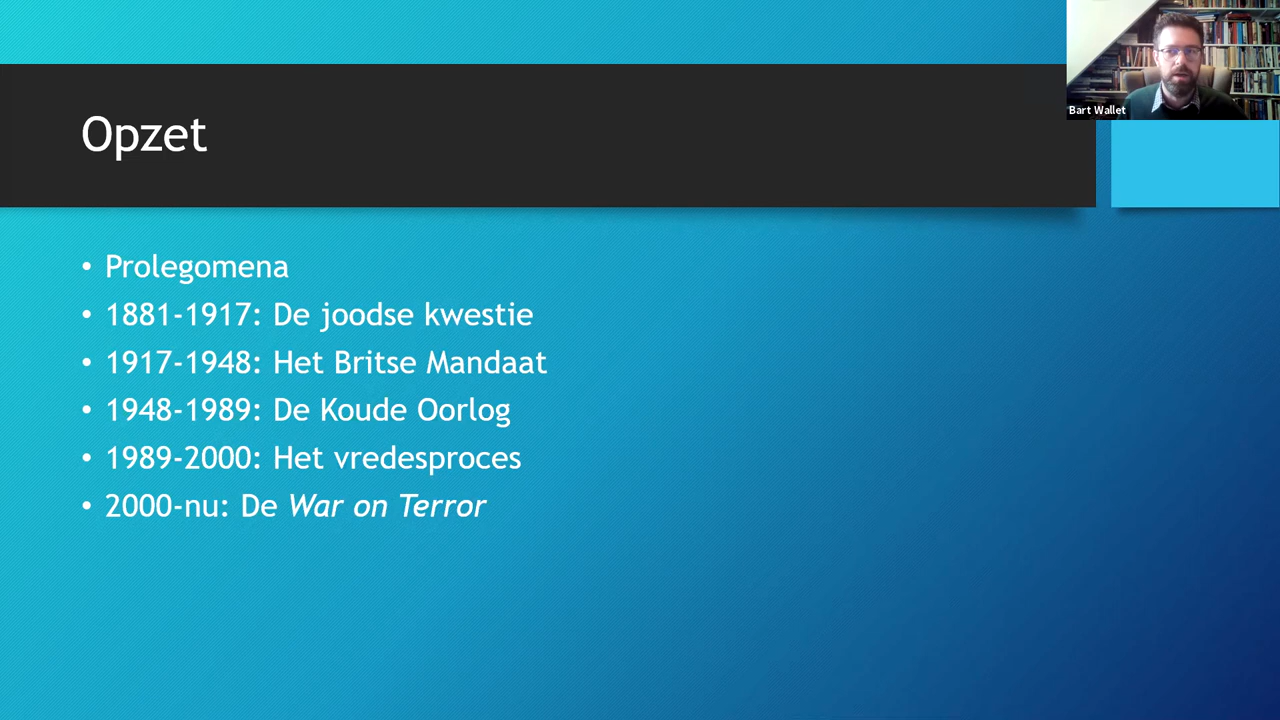 Bart Wallet
Opzet
• Prolegomena
• 1881-1917: De joodse kwestie
• 1917-1948: Het Britse Mandaat
• 1948-1989: De Koude Oorlog
• 1989-2000: Het vredesproces
• 2000-nu: De War on Terror